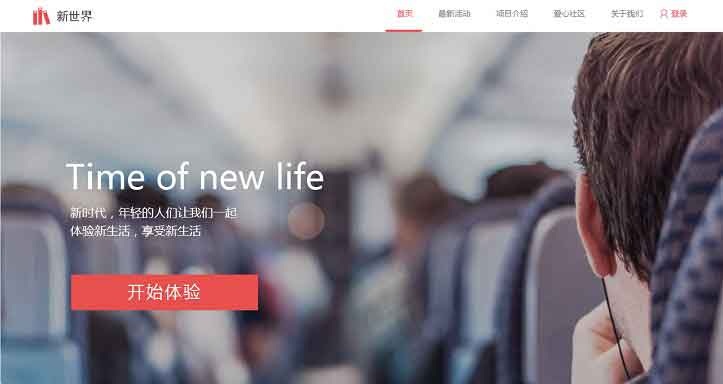 新世界
首页
最新活动
项目介绍
爱心社区
关于我们
登录
Time of new life
新时代，年轻的人们让我们一起
体验新生活，享受新生活
开始体验